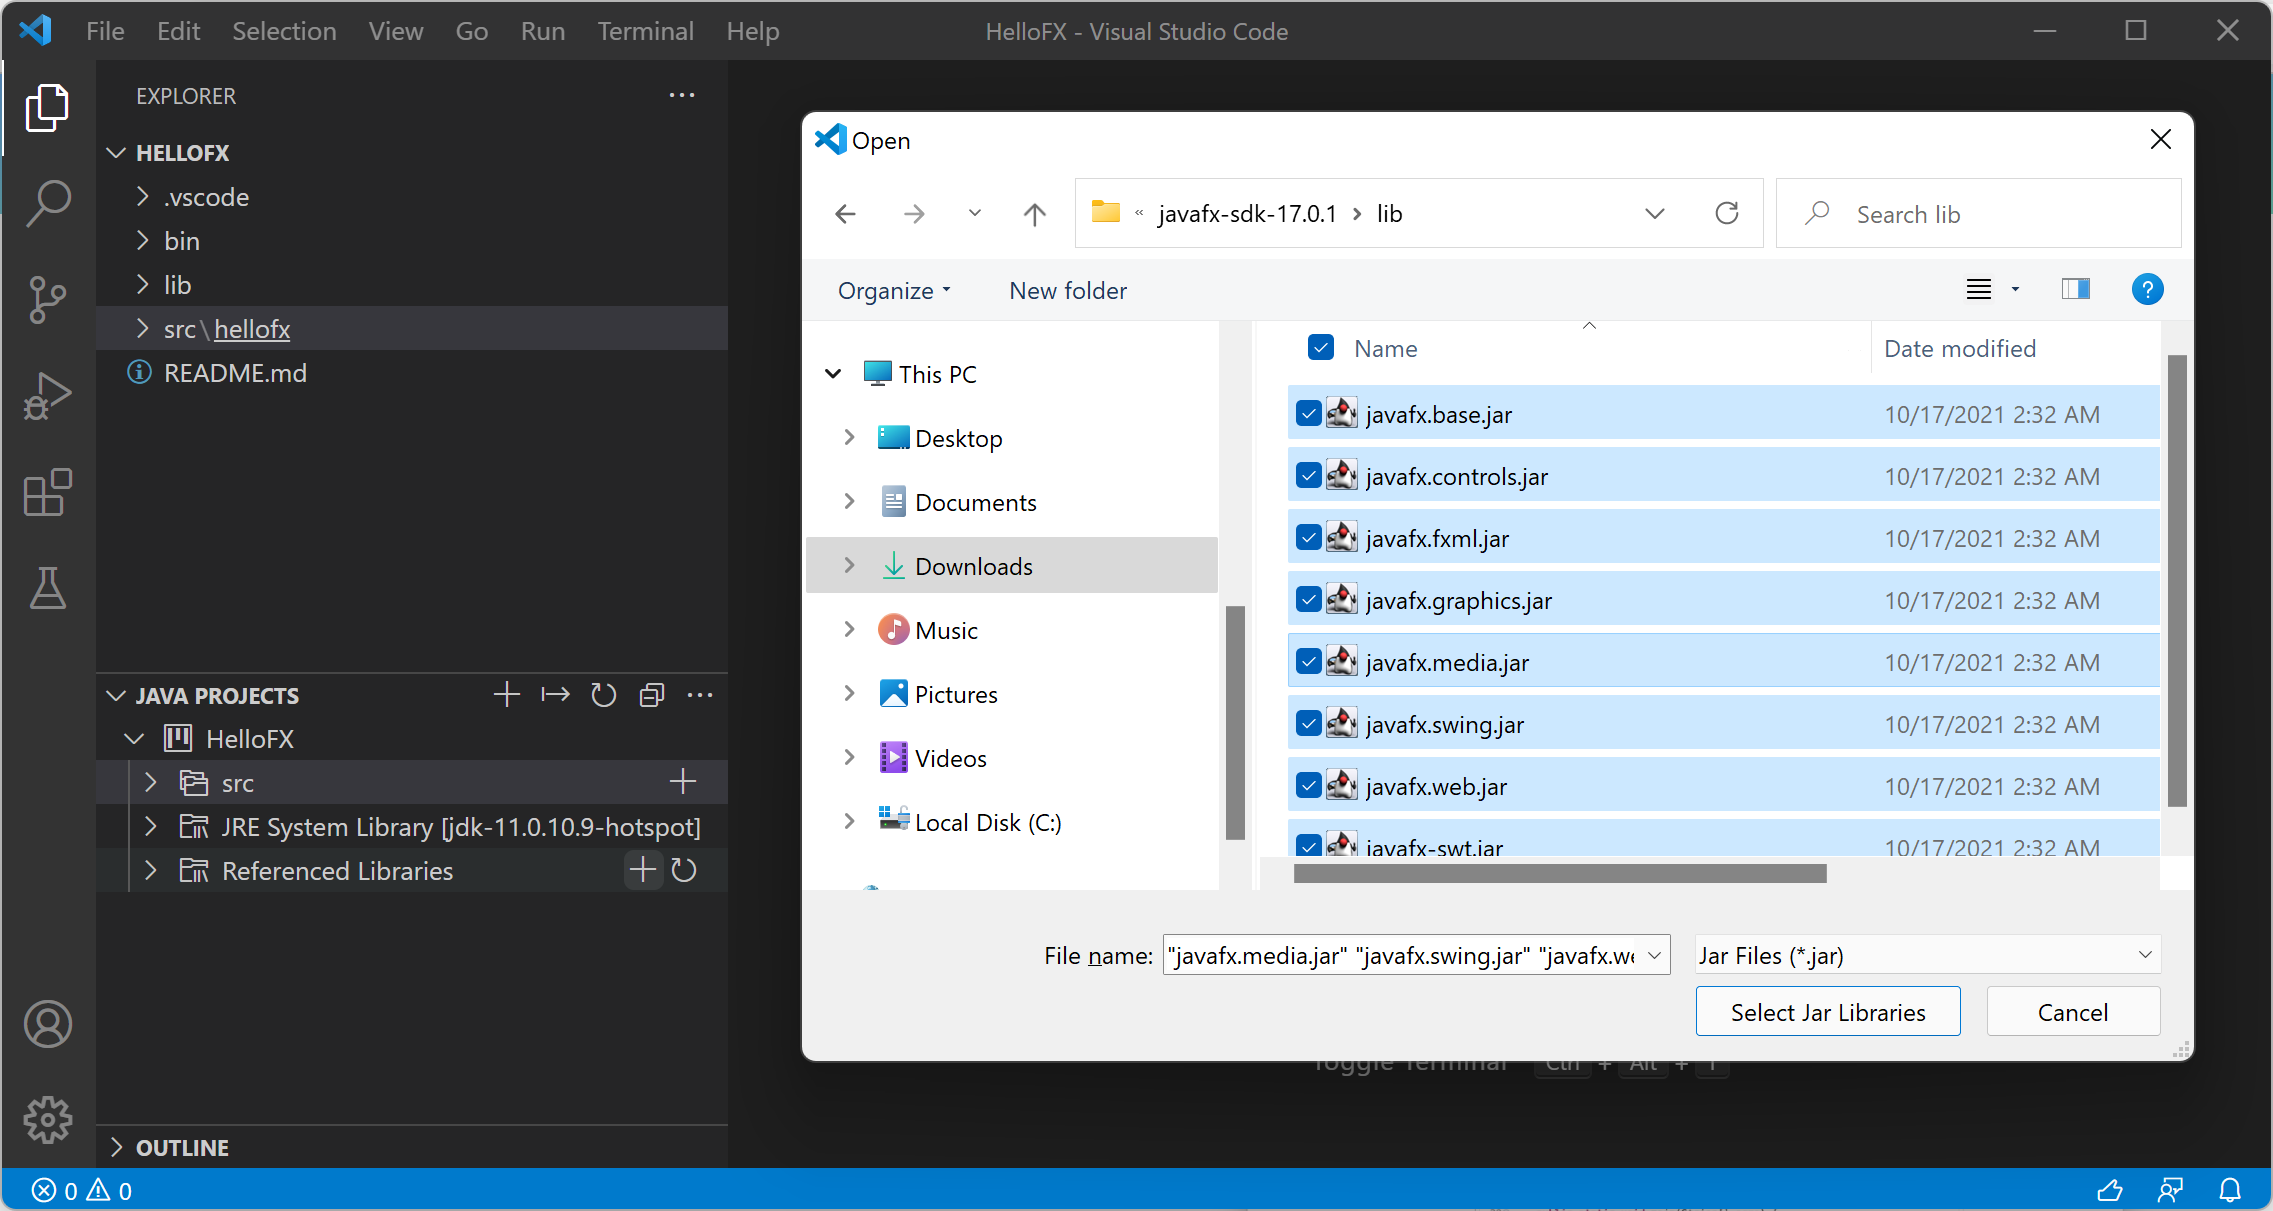 File Edit Selection View Go Run Terminal Help
HelloFX - Visual Studio Code
EXPLORER
HELLOFX
.vscode
bin
lib
src\hellofx
README.md
JAVA PROJECTS
HelloFX
src
JRE System Library [jdk-11.0.10.9-hotspot]
Referenced Libraries
OUTLINE
0 0
Open
« javafx-sdk-17.0.1 > lib
Search lib
Organize New folder
This PC
Desktop
Documents
Downloads
Music
Pictures
Videos
Local Disk (C:)
Name Date modified
javafx.base.jar 10/17/2021 2:32 AM
javafx.controls.jar 10/17/2021 2:32 AM
javafx.fxml.jar 10/17/2021 2:32 AM
javafx.graphics.jar 10/17/2021 2:32 AM
javafx.media.jar 10/17/2021 2:32 AM
javafx.swing.jar 10/17/2021 2:32 AM
javafx.web.jar 10/17/2021 2:32 AM
javafx-swt.jar 10/17/2021 2:32 AM
File name: "javafx.media.jar" "javafx.swing.jar" "javafx.we
Jar Files (*.jar)
Select Jar Libraries Cancel
Toggle Terminal Ctrl + Alt +